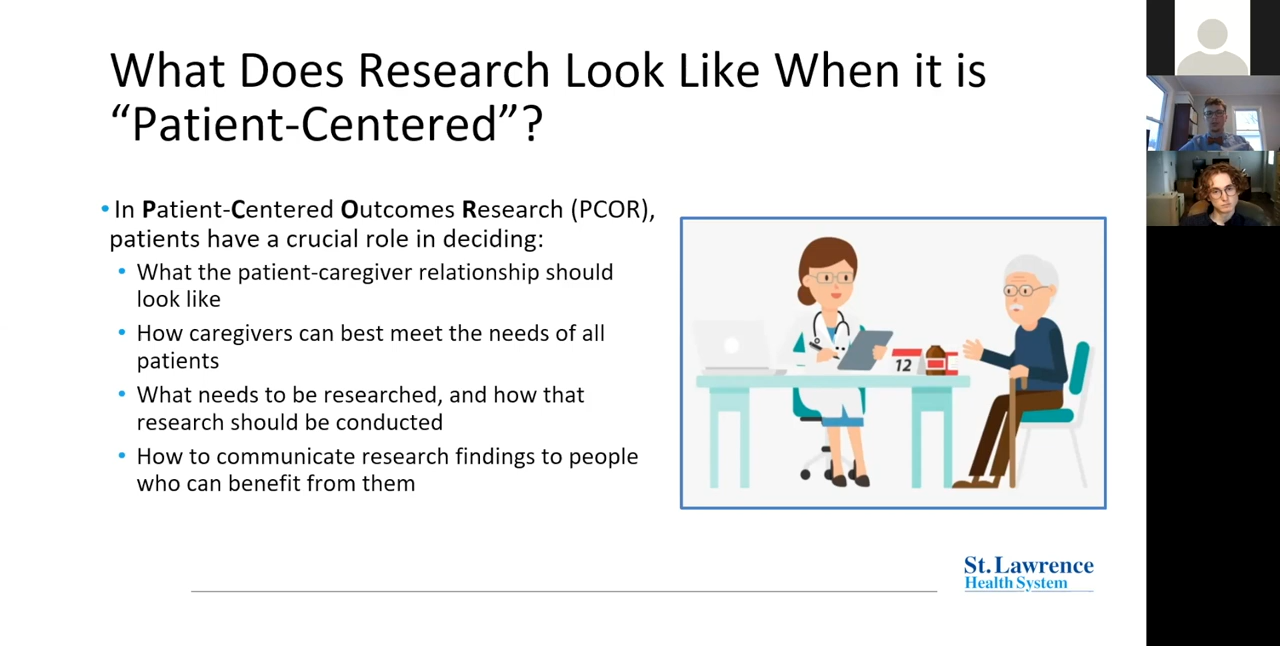 What Does Research Look Like When it is
“Patient-Centered”?
• In Patient-Centered Outcomes Research (PCOR),
patients have a crucial role in deciding:
• What the patient-caregiver relationship should
look like
• How caregivers can best meet the needs of all
patients
• What needs to be researched, and how that
research should be conducted
• How to communicate research findings to people
who can benefit from them
12
St. Lawrence
Health System